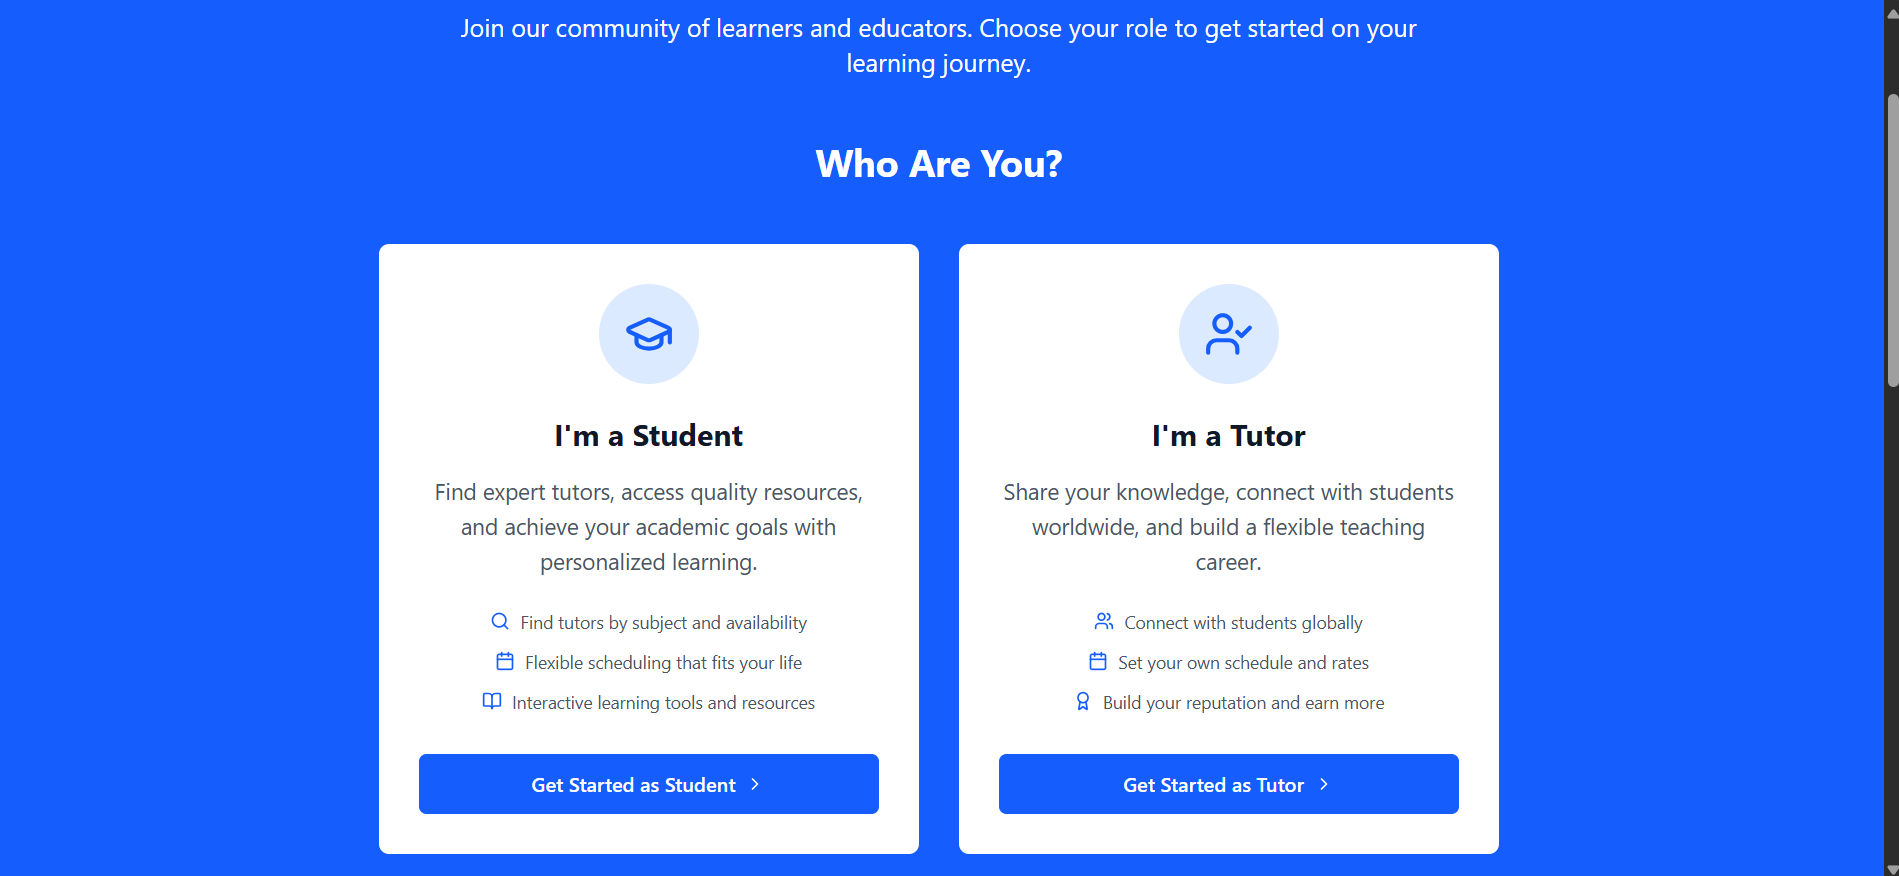 Join our community of learners and educators. Choose your role to get started on your
learning journey.
Who Are You?
I'm a Student
Find expert tutors, access quality resources,
and achieve your academic goals with
personalized learning.
Find tutors by subject and availability
Flexible scheduling that fits your life
Interactive learning tools and resources
Get Started as Student
I'm a Tutor
Share your knowledge, connect with students
worldwide, and build a flexible teaching
career.
Connect with students globally
Set your own schedule and rates
Build your reputation and earn more
Get Started as Tutor